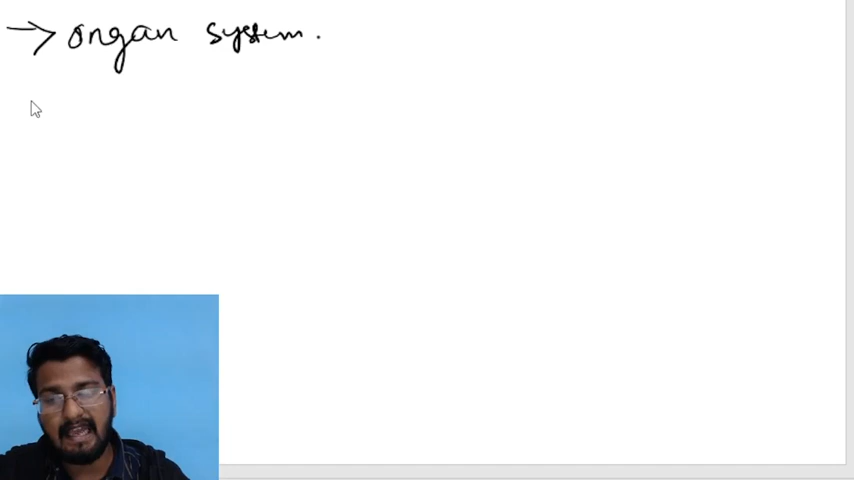 → organ system.